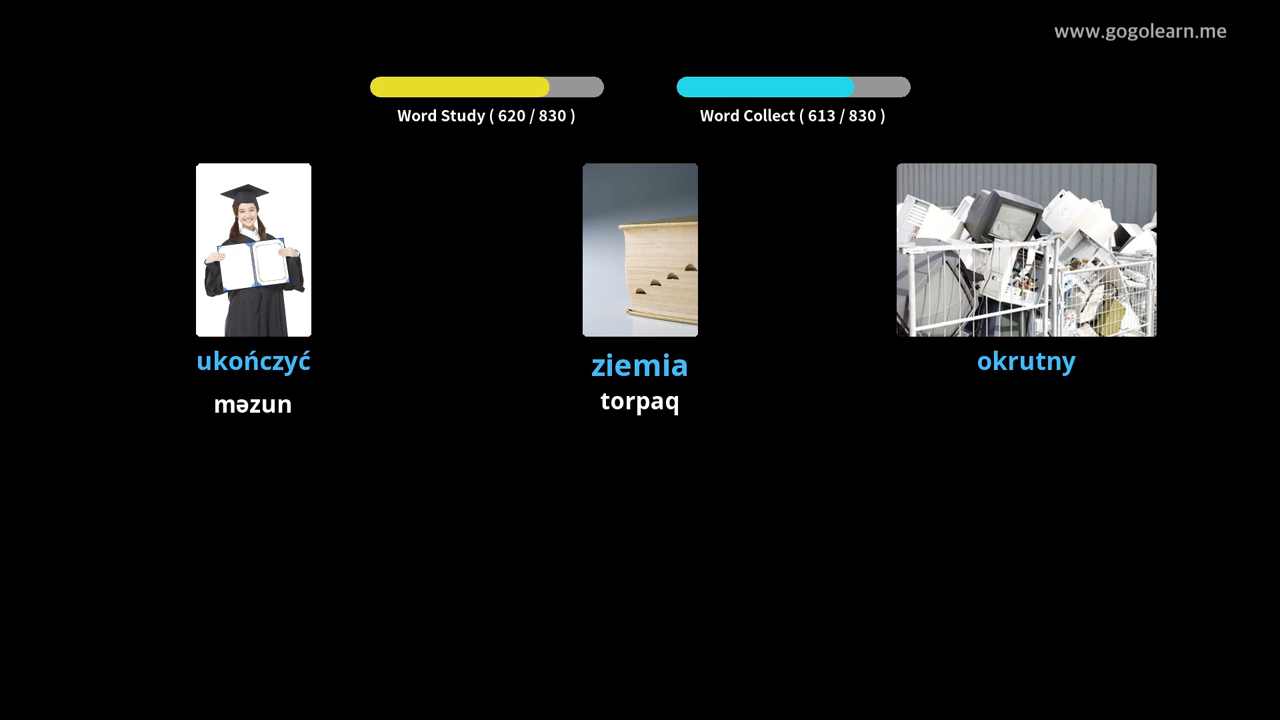 www.gogolearn.me
Word Study ( 620 / 830 )
Word Collect ( 613 / 830 )
ukończyć
ziemia
okrutny
məzun
torpaq